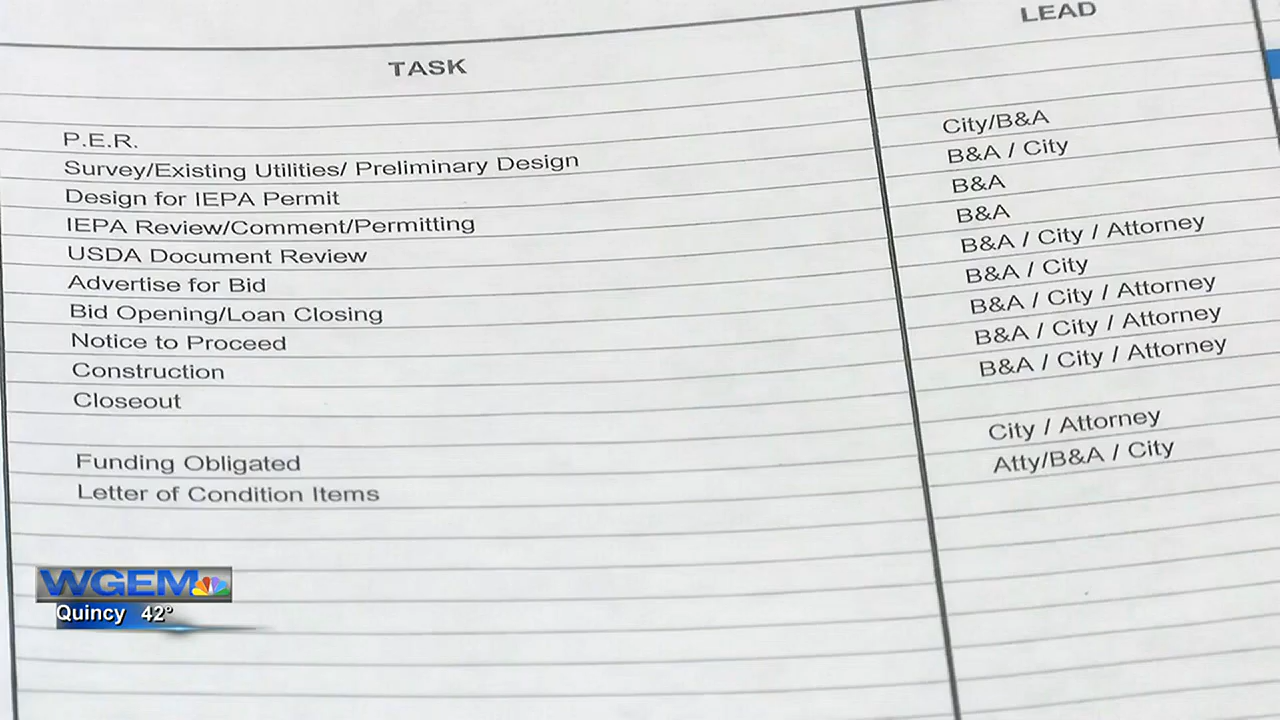 TASK
P.E.R.
Survey/Existing Utilities/ Preliminary Design
Design for IEPA Permit
IEPA Review/Comment/Permitting
USDA Document Review
Advertise for Bid
Bid Opening/Loan Closing
Notice to Proceed
Construction
Closeout
Funding Obligated
Letter of Condition Items
LEAD
City/B&A
B&A / City
B&A
B&A
B&A / City / Attorney
B&A / City
B&A / City / Attorney
B&A / City / Attorney
B&A / City / Attorney
City / Attorney
Atty/B&A / City
WGEM
Quincy 42°